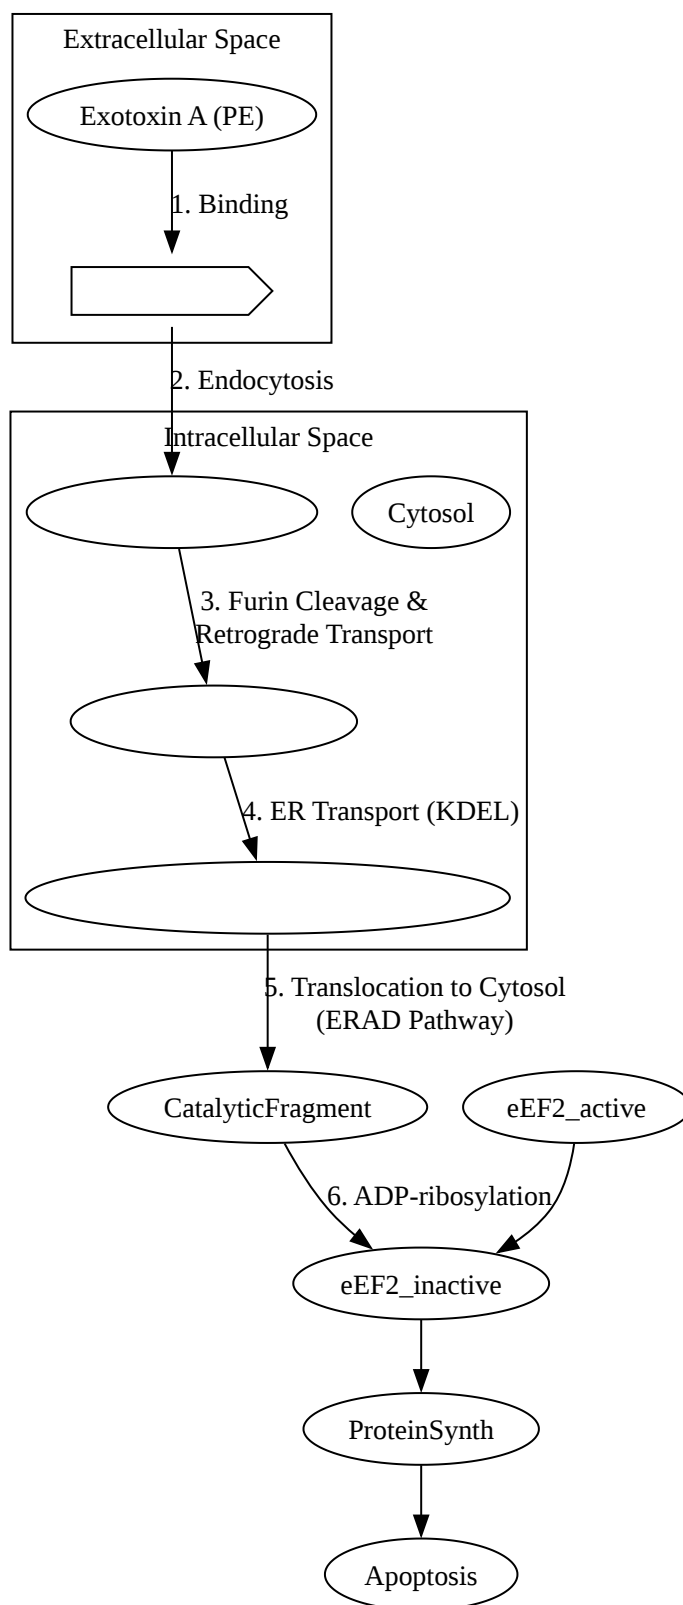 Extracellular Space
Exotoxin A (PE)
1. Binding
2. Endocytosis
Intracellular Space
Cytosol
3. Furin Cleavage &
Retrograde Transport
4. ER Transport (KDEL)
5. Translocation to Cytosol
(ERAD Pathway)
CatalyticFragment
eEF2_active
6. ADP-ribosylation
eEF2_inactive
ProteinSynth
Apoptosis